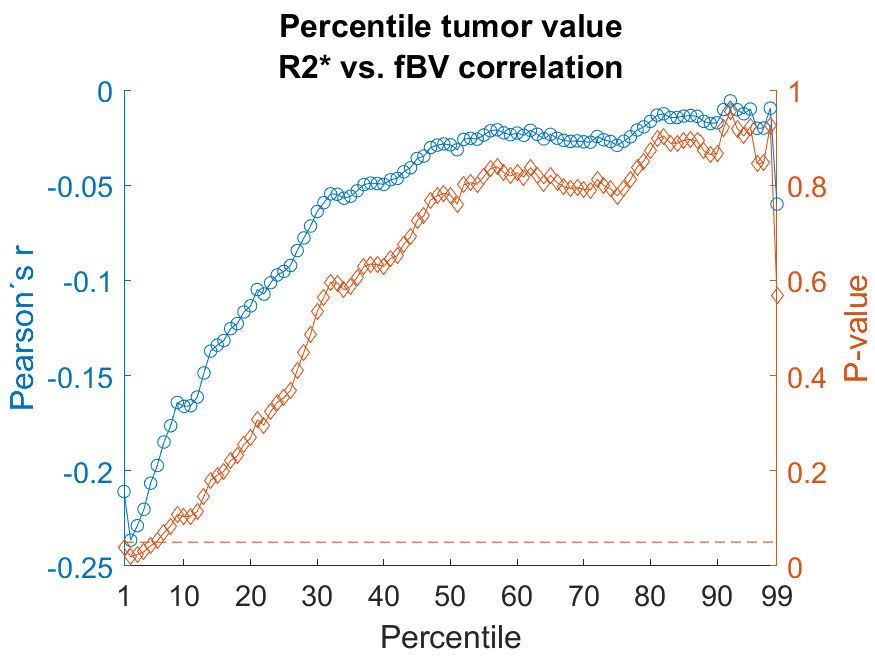 Percentile tumor value
R2* vs. fBV correlation
Pearson´s r
0
-0.05
-0.1
-0.15
-0.2
-0.25
P-value
1
0.8
0.6
0.4
0.2
0
1 10 20 30 40 50 60 70 80 90 99
Percentile